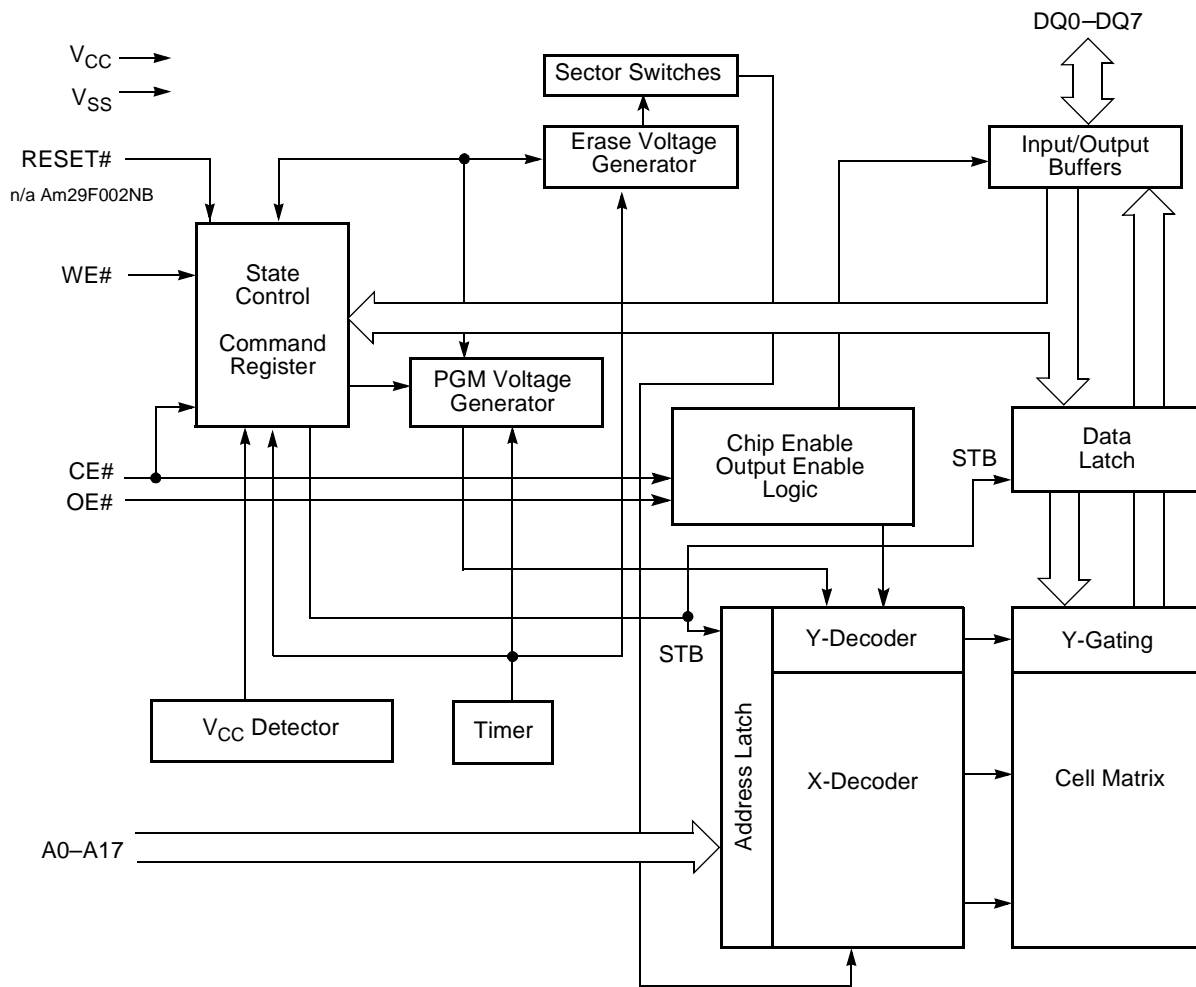 DQ0–DQ7
VCC
VSS
Sector Switches
Erase Voltage
Generator
Input/Output
Buffers
RESET#
n/a Am29F002NB
WE#
State
Control
Command
Register
PGM Voltage
Generator
Chip Enable
Output Enable
Logic
STB
Data
Latch
CE#
OE#
STB
Y-Decoder
Y-Gating
VCC Detector
Timer
Address Latch
X-Decoder
Cell Matrix
A0–A17